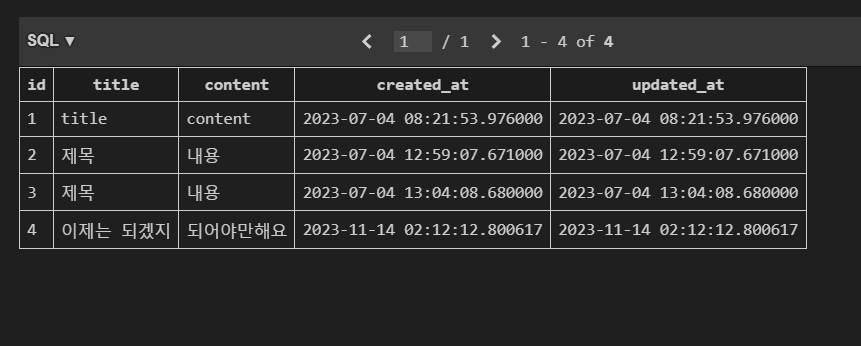 SQL ▼ 1 / 1 1 - 4 of 4
id title content created_at updated_at
1 title content 2023-07-04 08:21:53.976000 2023-07-04 08:21:53.976000
2 제목 내용 2023-07-04 12:59:07.671000 2023-07-04 12:59:07.671000
3 제목 내용 2023-07-04 13:04:08.680000 2023-07-04 13:04:08.680000
4 이제는 되겠지 되어야만해요 2023-11-14 02:12:12.800617 2023-11-14 02:12:12.800617